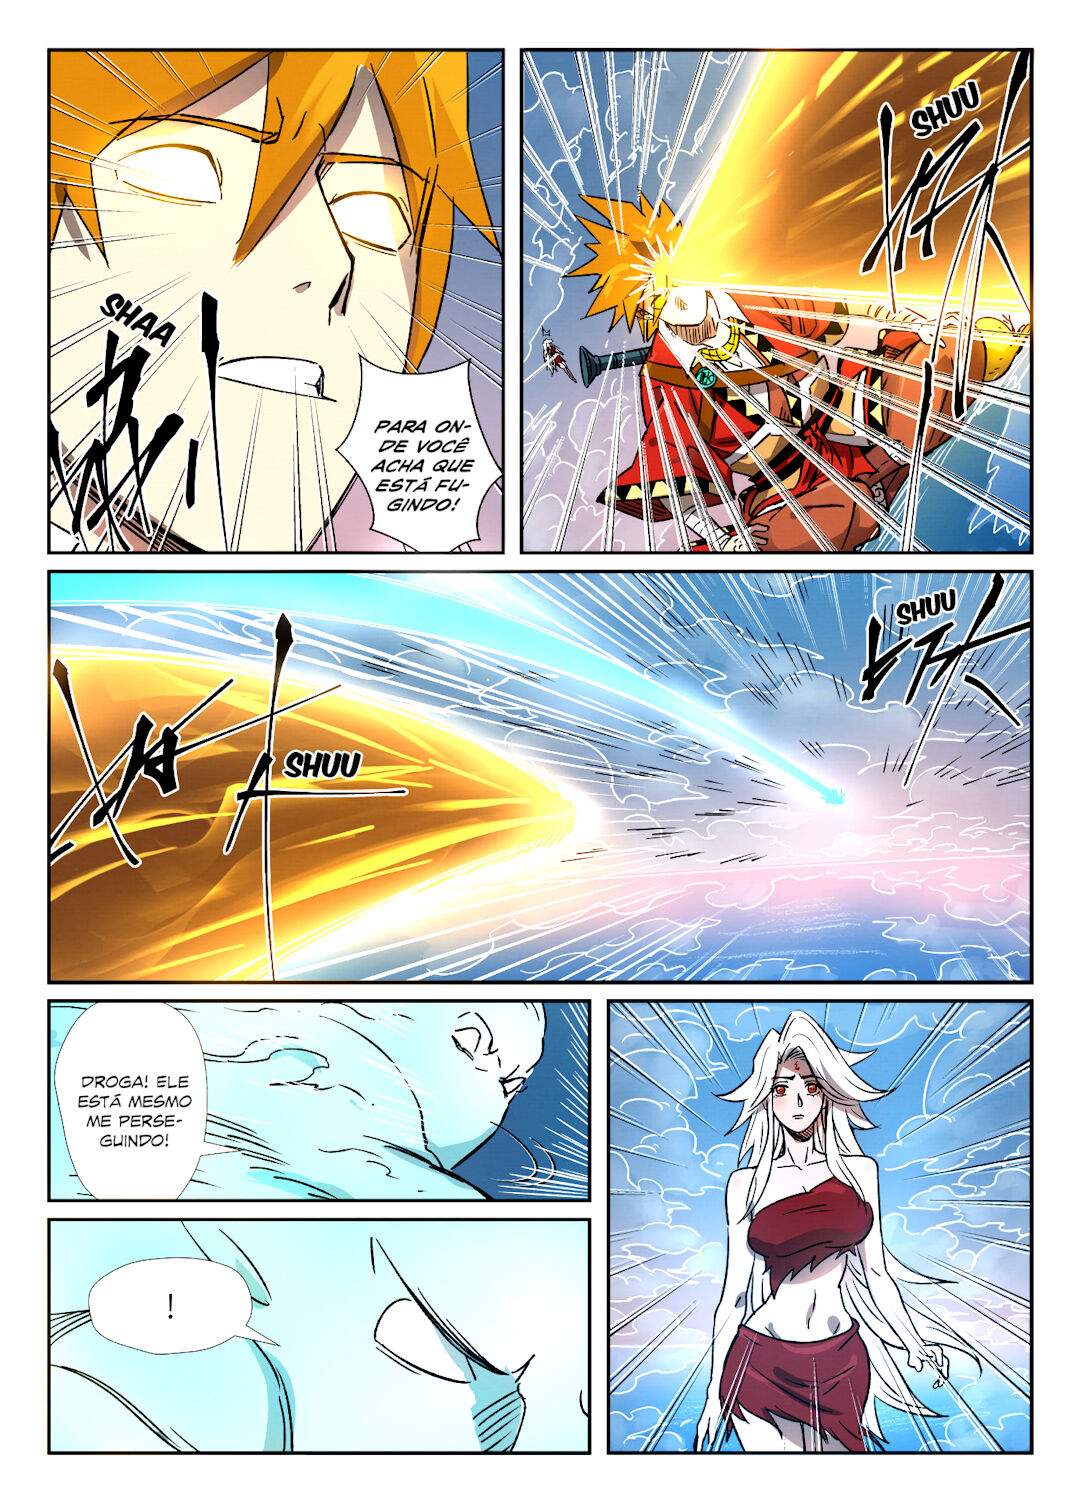 SHAA
PARA ON-
DE VOCÊ
ACHA QUE
ESTÁ FU-
GINDO!
SHUU
SHUU
SHUU
DROGA! ELE
ESTÁ MESMO
ME PERSE-
GUINDO!
!